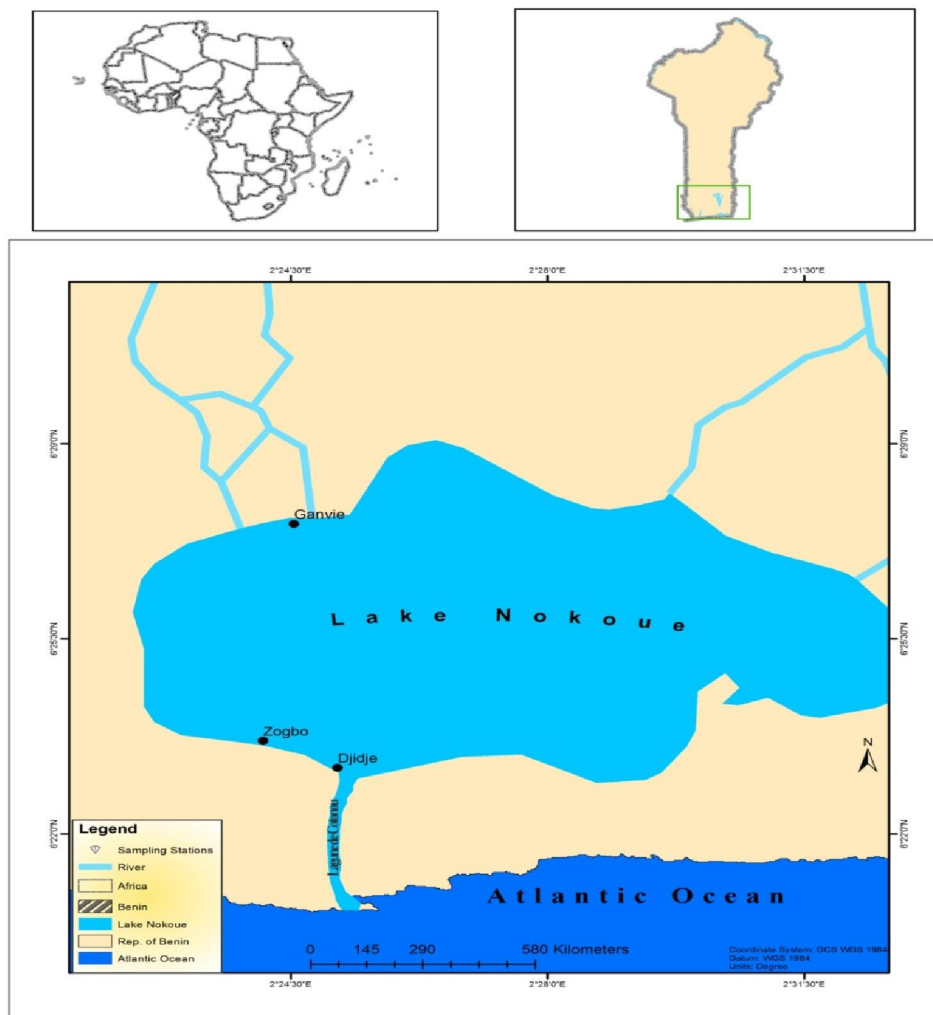 2°24'30"E 2°28'0"E 2°31'30"E
6°29'0"N 6°29'0"N
Ganvie
Lake Nokoue
6°25'30"N 6°25'30"N
Zogbo
Djidje
N
Lagune de Cotonou
6°22'0"N 6°22'0"N
Legend
Sampling Stations
River
Africa
Benin
Lake Nokoue
Rep. of Benin
Atlantic Ocean
Atlantic Ocean
0 145 290 580 Kilometers
Coordinate System: GCS WGS 1984
Datum: WGS 1984
Units: Degree
2°24'30"E 2°28'0"E 2°31'30"E